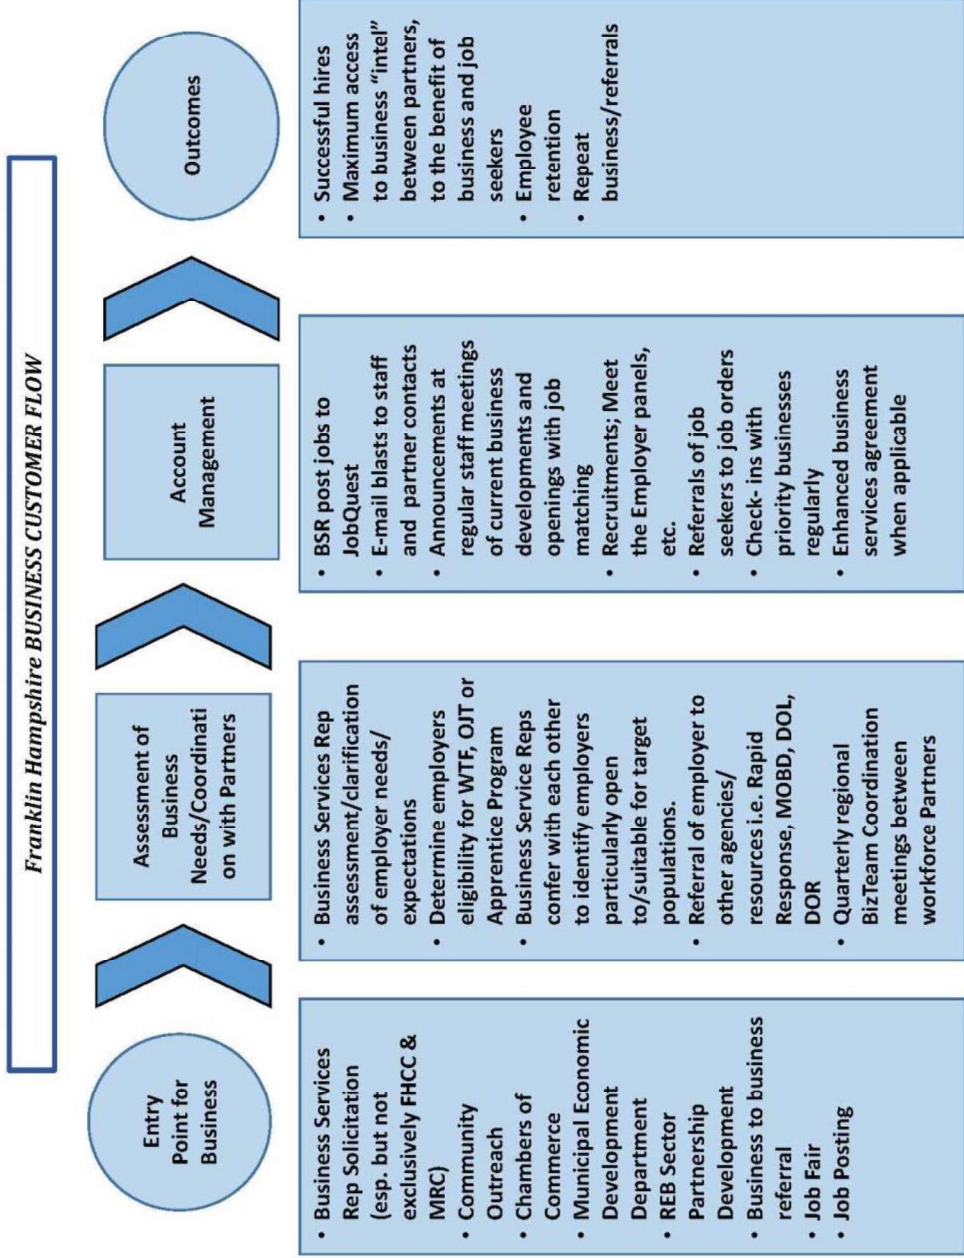 Franklin Hampshire BUSINESS CUSTOMER FLOW
Entry
Point for
Business
• Business Services
Rep Solicitation
(esp. but not
exclusively FHCC &
MRC)
• Community
Outreach
• Chambers of
Commerce
• Municipal Economic
Development
Department
• REB Sector
Partnership
Development
• Business to business
referral
• Job Fair
• Job Posting
Assessment of
Business
Needs/Coordinati
on with Partners
• Business Services Rep
assessment/clarification
of employer needs/
expectations
• Determine employers
eligibility for WTF, OJT or
Apprentice Program
• Business Service Reps
confer with each other
to identify employers
particularly open
to/suitable for target
populations.
• Referral of employer to
other agencies/
resources i.e. Rapid
Response, MOBD, DOL,
DOR
• Quarterly regional
BizTeam Coordination
meetings between
workforce Partners
Account
Management
• BSR post jobs to
JobQuest
• E-mail blasts to staff
and partner contacts
• Announcements at
regular staff meetings
of current business
developments and
openings with job
matching
• Recruitments; Meet
the Employer panels,
etc.
• Referrals of job
seekers to job orders
• Check- ins with
priority businesses
regularly
• Enhanced business
services agreement
when applicable
Outcomes
• Successful hires
• Maximum access
to business “intel”
between partners,
to the benefit of
business and job
seekers
• Employee
retention
• Repeat
business/referrals